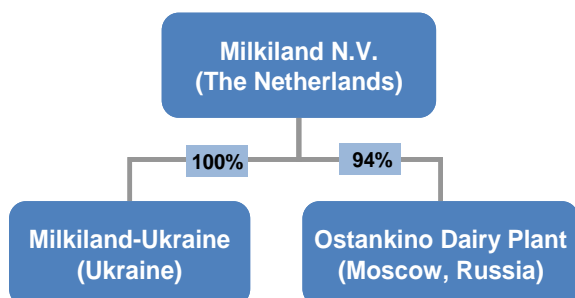 Milkiland N.V.
(The Netherlands)
100%
94%
Milkiland-Ukraine
(Ukraine)
Ostankino Dairy Plant
(Moscow, Russia)